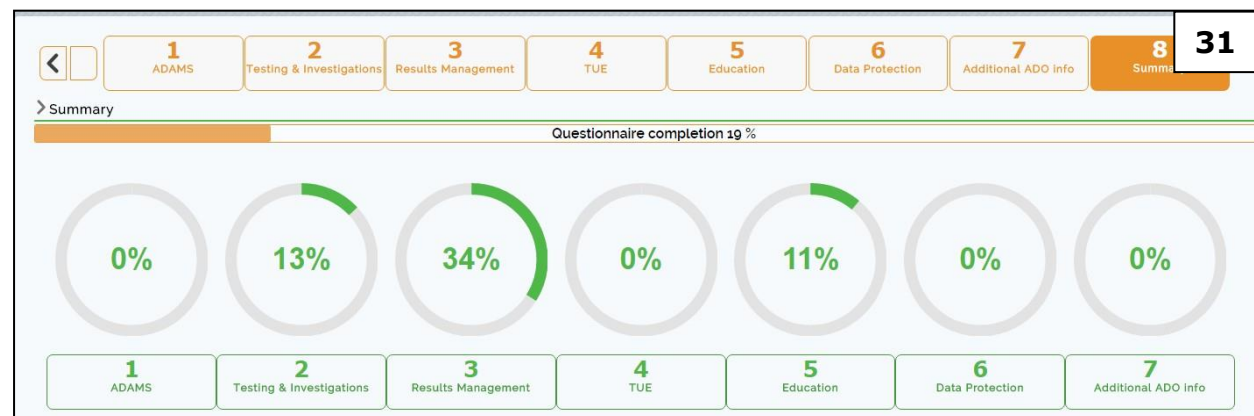 31
1 2 3 4 5 6 7 8
ADAMS Testing & Investigations Results Management TUE Education Data Protection Additional ADO info Summa
Summary
Questionnaire completion 19 %
0% 13% 34% 0% 11% 0% 0%
1 2 3 4 5 6 7
ADAMS Testing & Investigations Results Management TUE Education Data Protection Additional ADO info